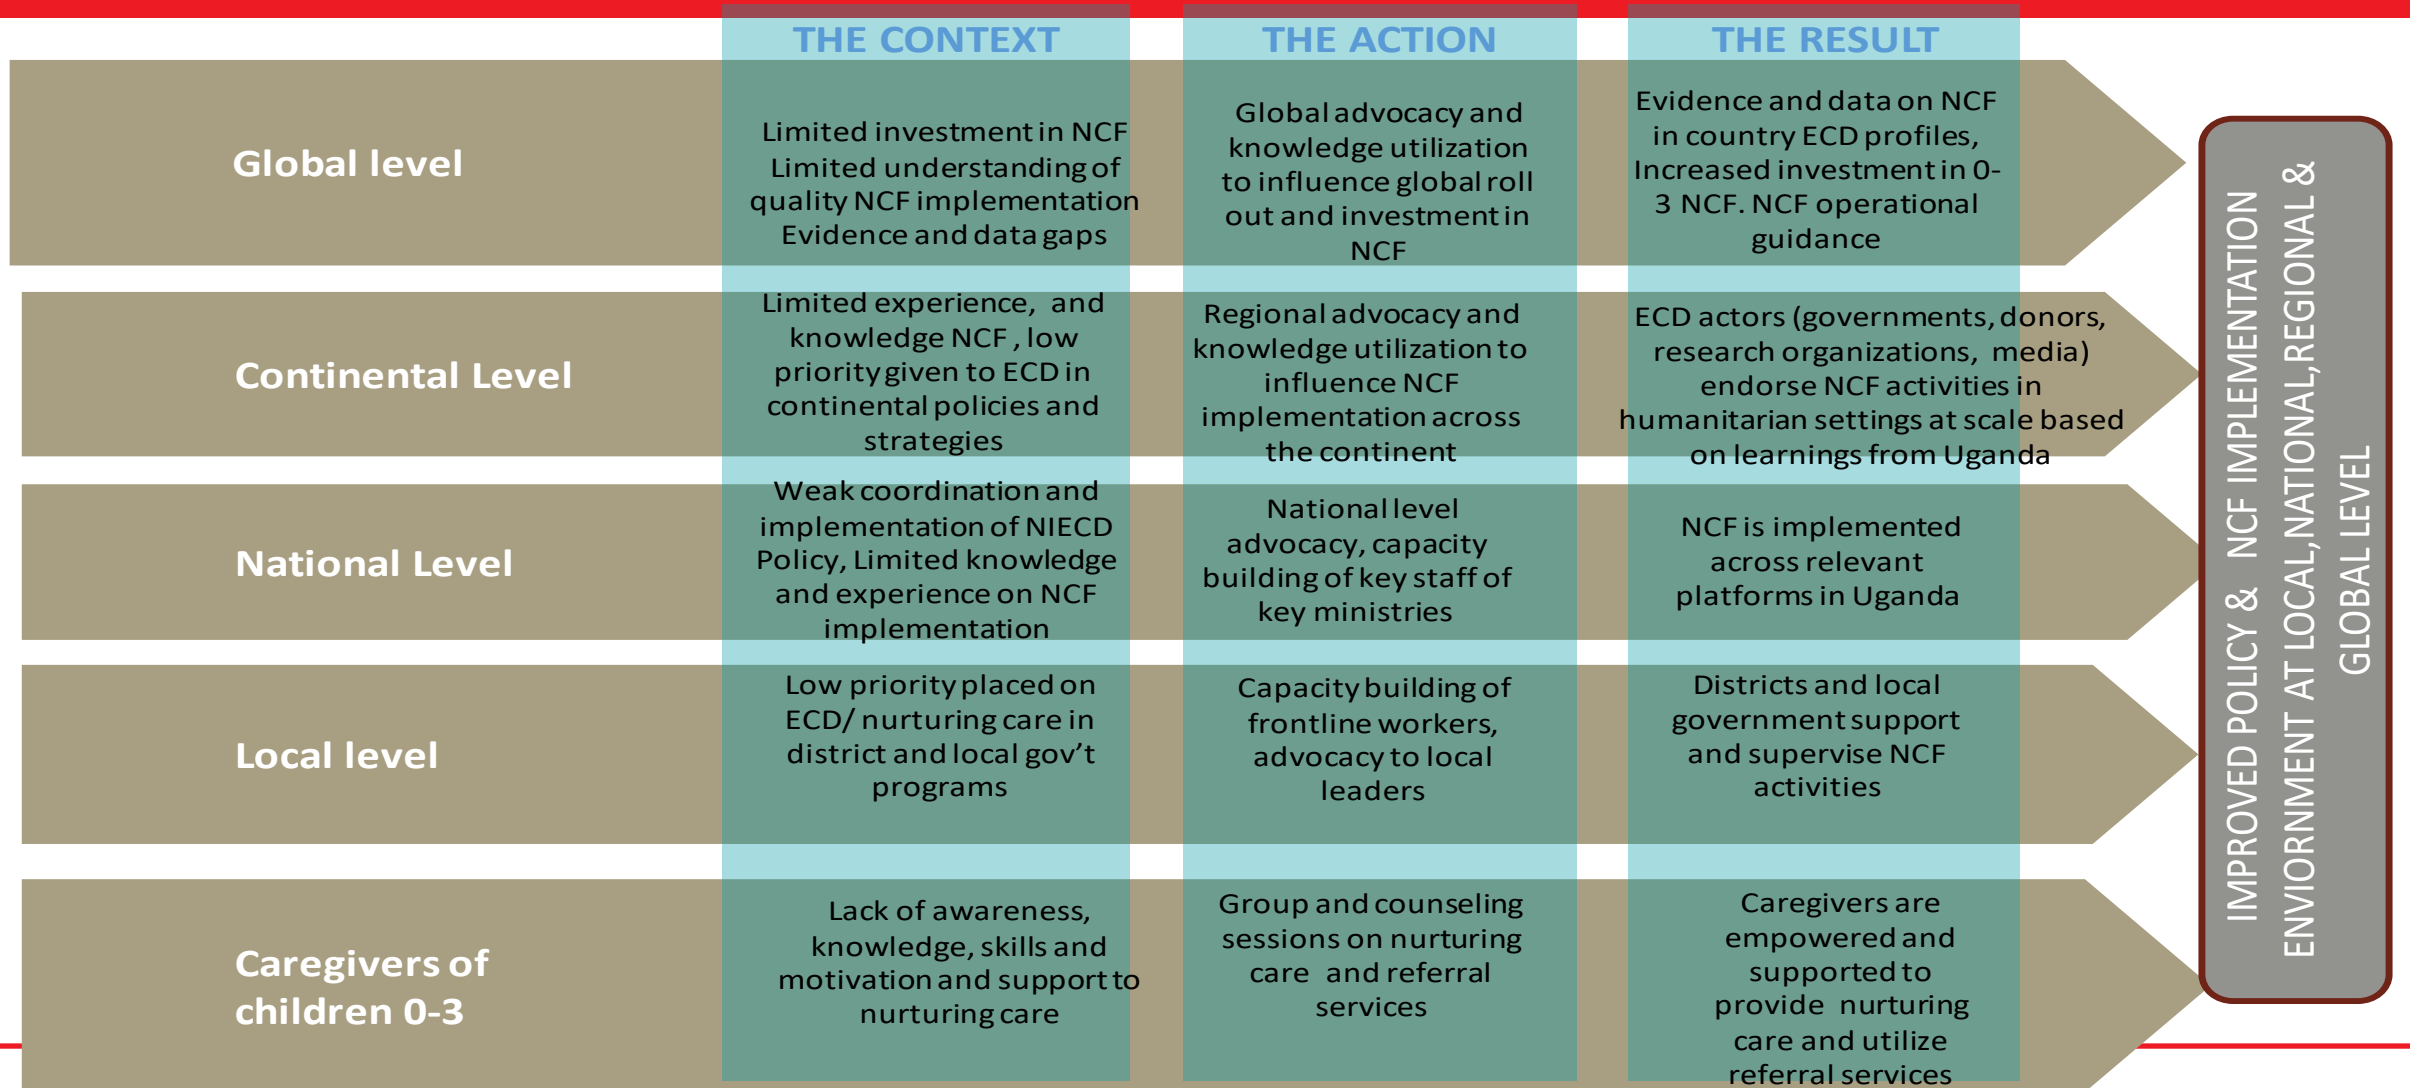 THE CONTEXT
THE ACTION
THE RESULT
Global level
Limited investment in NCF
Limited understanding of
quality NCF implementation
Evidence and data gaps
Global advocacy and
knowledge utilization
to influence global roll
out and investment in
NCF
Evidence and data on NCF
in country ECD profiles,
Increased investment in 0-
3 NCF. NCF operational
guidance
Continental Level
Limited experience, and
knowledge NCF , low
priority given to ECD in
continental policies and
strategies
Regional advocacy and
knowledge utilization to
influence NCF
implementation across
the continent
ECD actors (governments, donors,
research organizations, media)
endorse NCF activities in
humanitarian settings at scale based
on learnings from Uganda
National Level
Weak coordination and
implementation of NIECD
Policy, Limited knowledge
and experience on NCF
implementation
National level
advocacy, capacity
building of key staff of
key ministries
NCF is implemented
across relevant
platforms in Uganda
Local level
Low priority placed on
ECD/ nurturing care in
district and local gov’t
programs
Capacity building of
frontline workers,
advocacy to local
leaders
Districts and local
government support
and supervise NCF
activities
Caregivers of
children 0-3
Lack of awareness,
knowledge, skills and
motivation and support to
nurturing care
Group and counseling
sessions on nurturing
care and referral
services
Caregivers are
empowered and
supported to
provide nurturing
care and utilize
referral services
IMPROVED POLICY & NCF IMPLEMENTATION
ENVIORNMENT AT LOCAL,NATIONAL,REGIONAL &
GLOBAL LEVEL